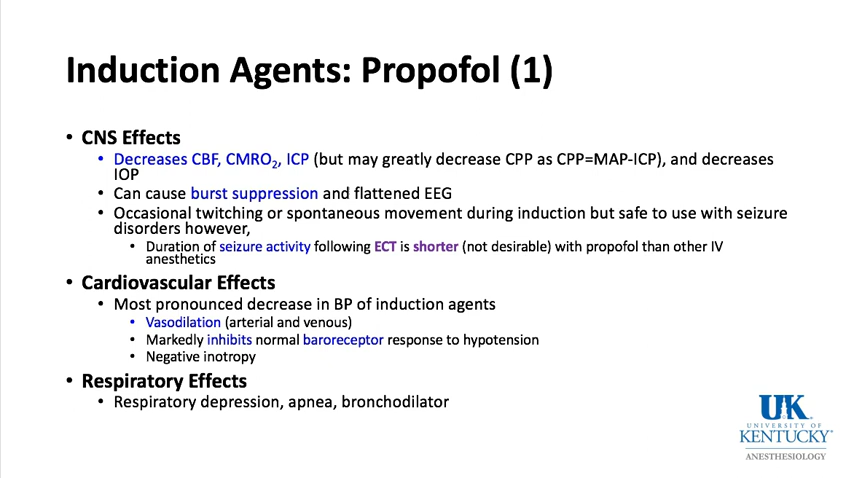 Induction Agents: Propofol (1)
• CNS Effects
• Decreases CBF, CMRO₂, ICP (but may greatly decrease CPP as CPP=MAP-ICP), and decreases
IOP
• Can cause burst suppression and flattened EEG
• Occasional twitching or spontaneous movement during induction but safe to use with seizure
disorders however,
• Duration of seizure activity following ECT is shorter (not desirable) with propofol than other IV
anesthetics
• Cardiovascular Effects
• Most pronounced decrease in BP of induction agents
• Vasodilation (arterial and venous)
• Markedly inhibits normal baroreceptor response to hypotension
• Negative inotropy
• Respiratory Effects
• Respiratory depression, apnea, bronchodilator
UK
UNIVERSITY OF
KENTUCKY
ANESTHESIOLOGY